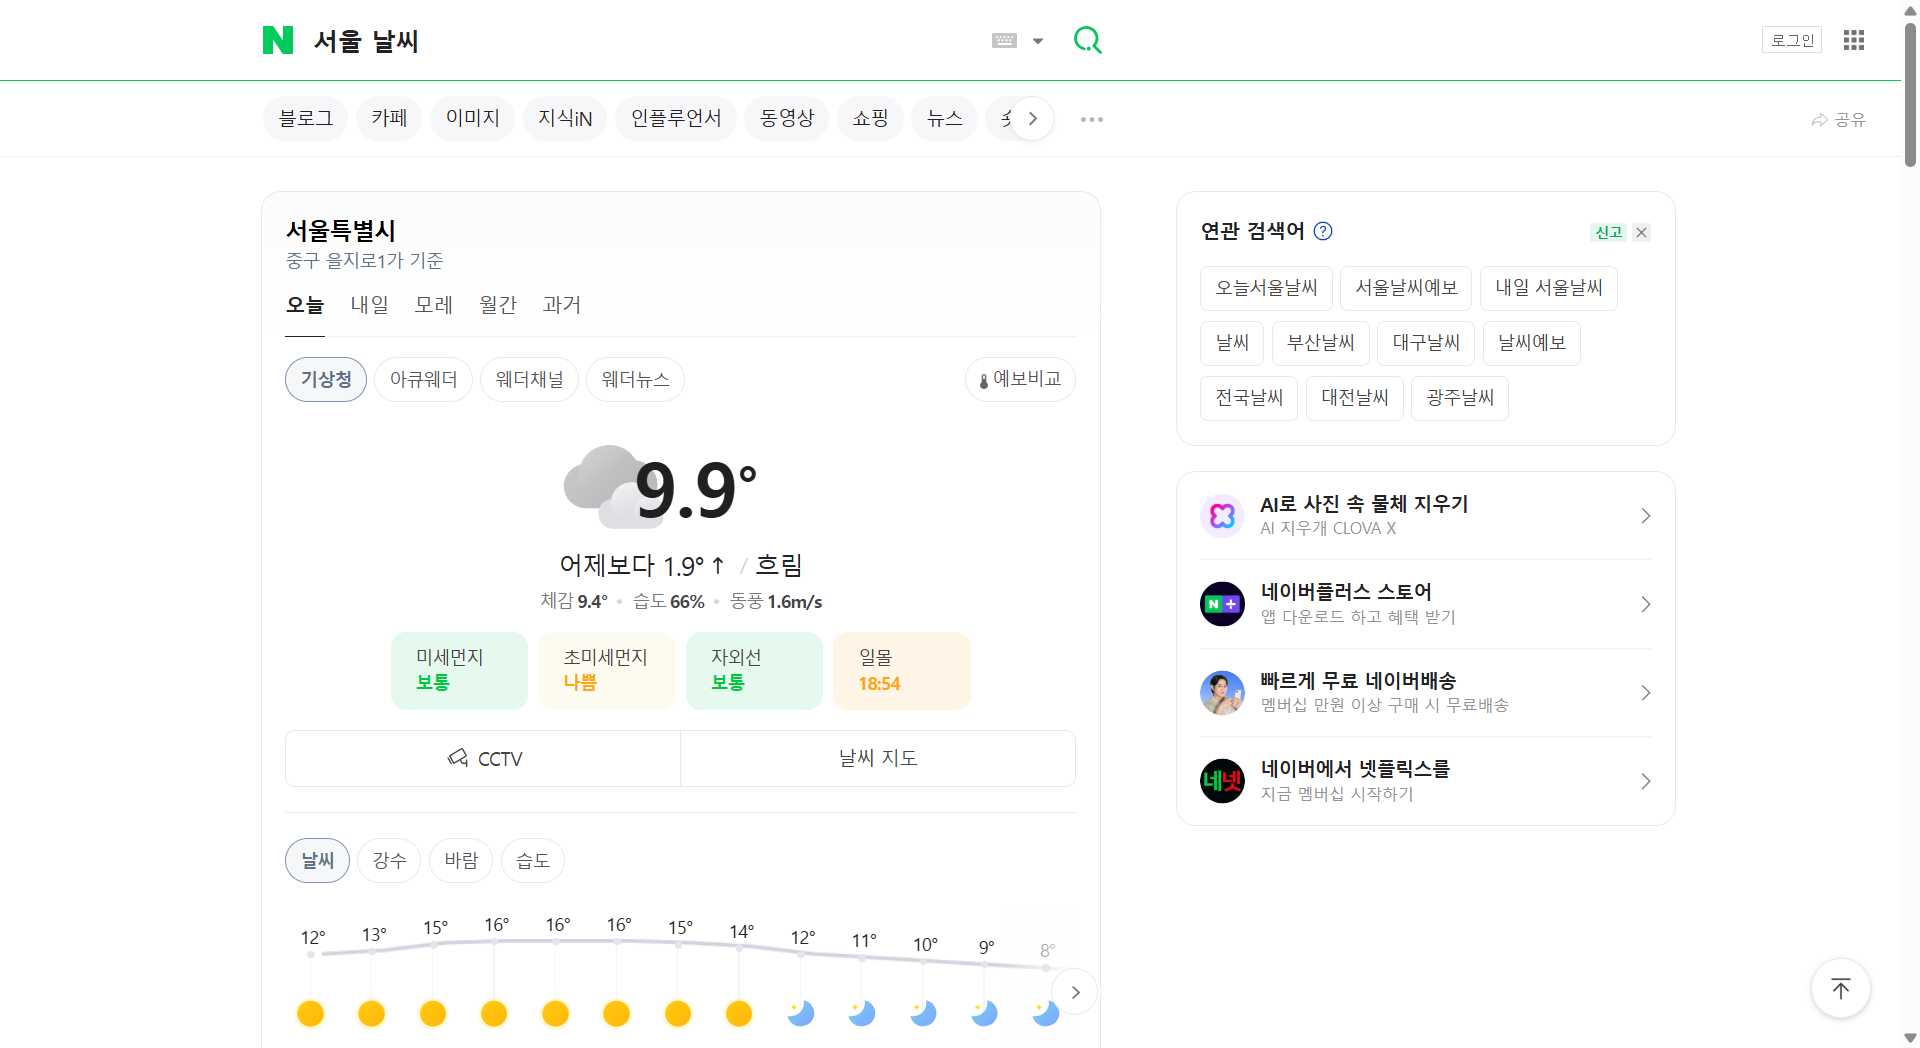 서울 날씨
로그인
블로그 카페 이미지 지식iN 인플루언서 동영상 쇼핑 뉴스
공유
서울특별시
중구 을지로1가 기준
오늘 내일 모레 월간 과거
기상청 아큐웨더 웨더채널 웨더뉴스 예보비교
9.9°
어제보다 1.9° ↑ / 흐림
체감 9.4° • 습도 66% • 동풍 1.6m/s
미세먼지 초미세먼지 자외선 일몰
보통 나쁨 보통 18:54
CCTV 날씨 지도
날씨 강수 바람 습도
12° 13° 15° 16° 16° 16° 15° 14° 12° 11° 10° 9° 8°
연관 검색어 ?
신고
오늘서울날씨 서울날씨예보 내일 서울날씨
날씨 부산날씨 대구날씨 날씨예보
전국날씨 대전날씨 광주날씨
AI로 사진 속 물체 지우기
AI 지우개 CLOVA X
N+
네이버플러스 스토어
앱 다운로드 하고 혜택 받기
빠르게 무료 네이버배송
멤버십 만원 이상 구매 시 무료배송
네넷
네이버에서 넷플릭스를
지금 멤버십 시작하기